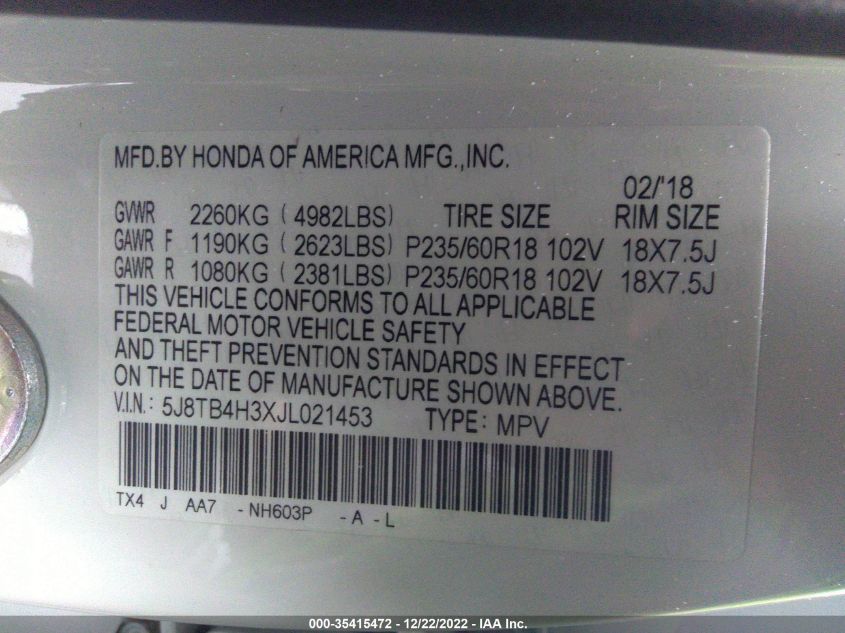 MFD.BY HONDA OF AMERICA MFG.,INC.
02/'18
GVWR 2260KG ( 4982LBS) TIRE SIZE RIM SIZE
GAWR F 1190KG ( 2623LBS) P235/60R18 102V 18X7.5J
GAWR R 1080KG ( 2381LBS) P235/60R18 102V 18X7.5J
THIS VEHICLE CONFORMS TO ALL APPLICABLE
FEDERAL MOTOR VEHICLE SAFETY
AND THEFT PREVENTION STANDARDS IN EFFECT
ON THE DATE OF MANUFACTURE SHOWN ABOVE.
V.I.N.: 5J8TB4H3XJL021453 TYPE: MPV
TX4 J AA7 - NH603P - A - L
000-35415472 - 12/22/2022 - IAA Inc.